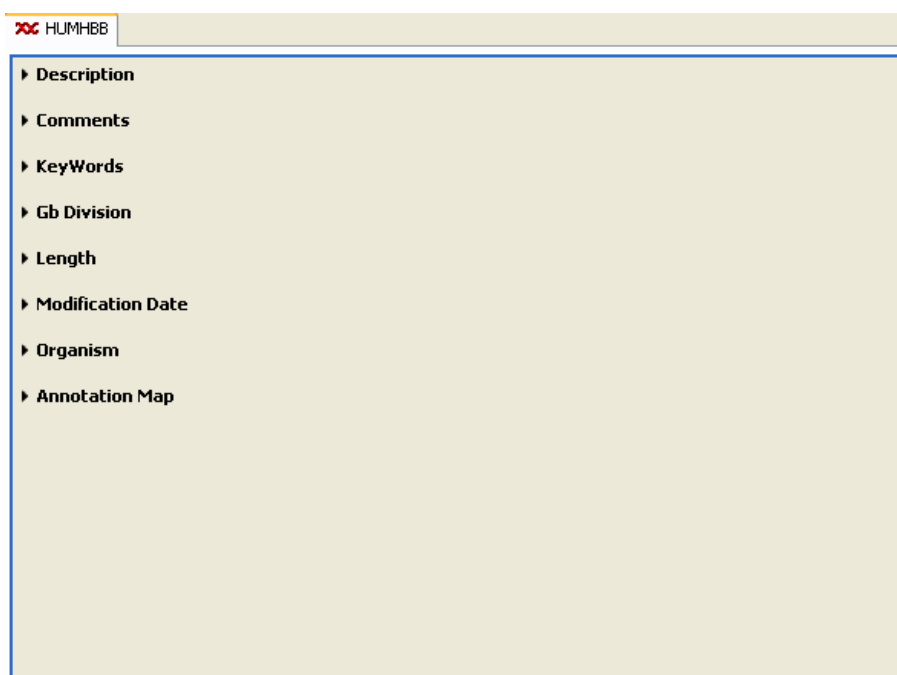 HUMHBB
Description
Comments
KeyWords
Gb Division
Length
Modification Date
Organism
Annotation Map